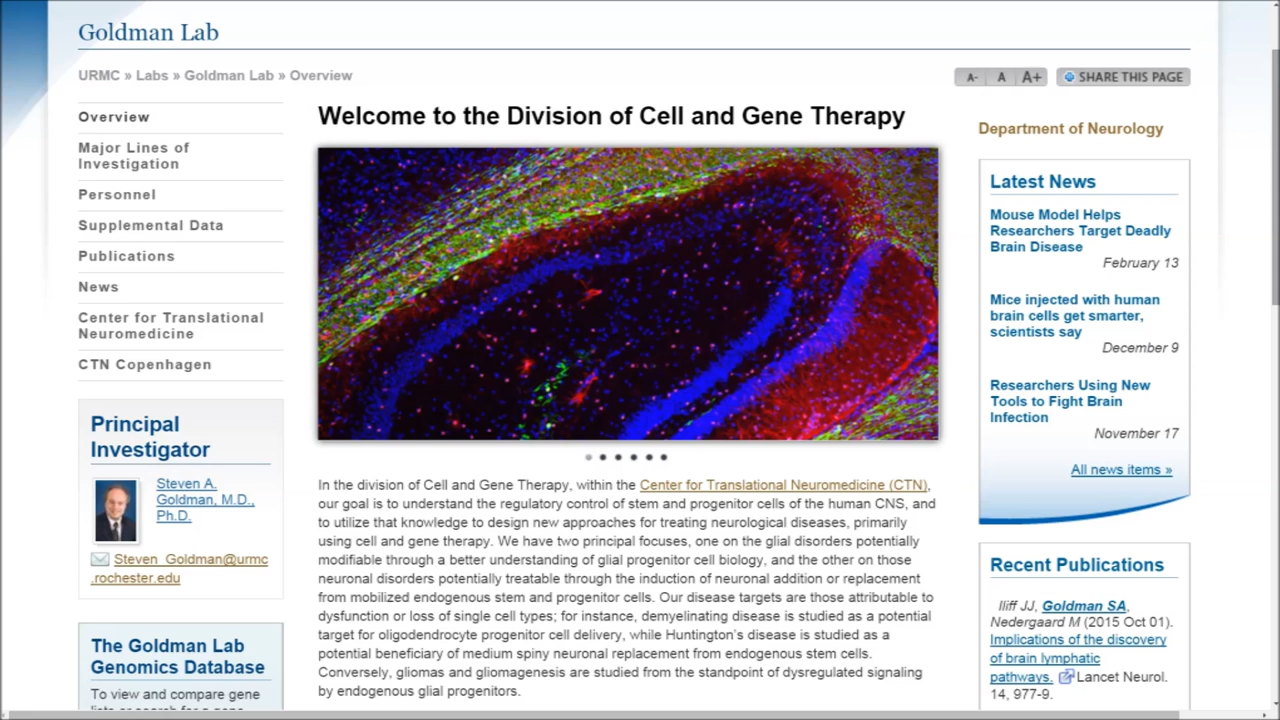 Goldman Lab
URMC » Labs » Goldman Lab » Overview
A- A A+ SHARE THIS PAGE
Overview
Major Lines of
Investigation
Personnel
Supplemental Data
Publications
News
Center for Translational
Neuromedicine
CTN Copenhagen
Principal
Investigator
Steven A.
Goldman, M.D.,
Ph.D.
Steven_Goldman@urmc
.rochester.edu
The Goldman Lab
Genomics Database
To view and compare gene
lists or search for a gene
Welcome to the Division of Cell and Gene Therapy
In the division of Cell and Gene Therapy, within the Center for Translational Neuromedicine (CTN),
our goal is to understand the regulatory control of stem and progenitor cells of the human CNS, and
to utilize that knowledge to design new approaches for treating neurological diseases, primarily
using cell and gene therapy. We have two principal focuses, one on the glial disorders potentially
modifiable through a better understanding of glial progenitor cell biology, and the other on those
neuronal disorders potentially treatable through the induction of neuronal addition or replacement
from mobilized endogenous stem and progenitor cells. Our disease targets are those attributable to
dysfunction or loss of single cell types; for instance, demyelinating disease is studied as a potential
target for oligodendrocyte progenitor cell delivery, while Huntington's disease is studied as a
potential beneficiary of medium spiny neuronal replacement from endogenous stem cells.
Conversely, gliomas and gliomagenesis are studied from the standpoint of dysregulated signaling
by endogenous glial progenitors.
Department of Neurology
Latest News
Mouse Model Helps
Researchers Target Deadly
Brain Disease
February 13
Mice injected with human
brain cells get smarter,
scientists say
December 9
Researchers Using New
Tools to Fight Brain
Infection
November 17
All news items »
Recent Publications
Iliff JJ, Goldman SA,
Nedergaard M (2015 Oct 01).
Implications of the discovery
of brain lymphatic
pathways. Lancet Neurol.
14, 977-9.